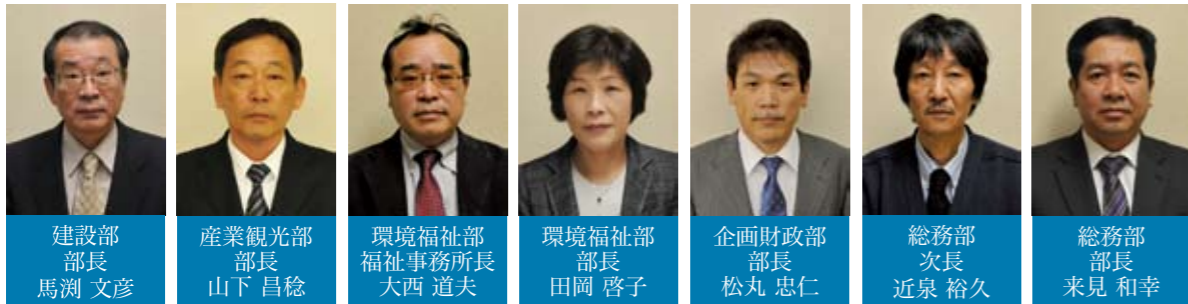 建設部
部長
馬渕 文彦
産業観光部
部長
山下 昌稔
環境福祉部
福祉事務所長
大西 道夫
環境福祉部
部長
田岡 啓子
企画財政部
部長
松丸 忠仁
総務部
次長
近泉 裕久
総務部
部長
来見 和幸